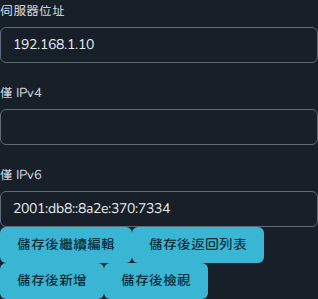 伺服器位址
192.168.1.10
僅 IPv4
僅 IPv6
2001:db8::8a2e:370:7334
儲存後繼續編輯 儲存後返回列表
儲存後新增 儲存後檢視